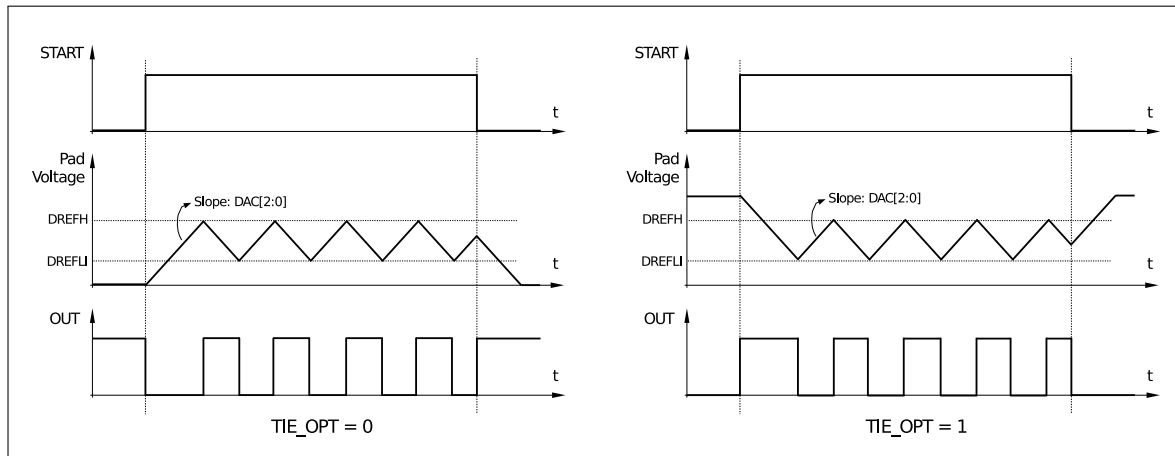 START
t
Pad
Voltage
Slope: DAC[2:0]
DREFH
DREFLI
t
OUT
t
TIE_OPT = 0
START
t
Pad
Voltage
Slope: DAC[2:0]
DREFH
DREFLI
t
OUT
t
TIE_OPT = 1